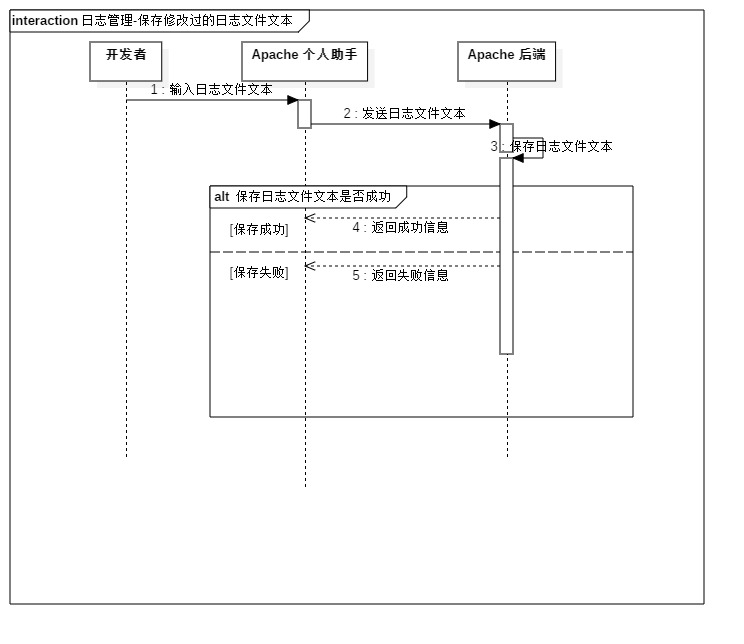 interaction 日志管理-保存修改过的日志文件文本
开发者
Apache 个人助手
Apache 后端
1 : 输入日志文件文本
2 : 发送日志文件文本
3 : 保存日志文件文本
alt 保存日志文件文本是否成功
[保存成功]
4 : 返回成功信息
[保存失败]
5 : 返回失败信息